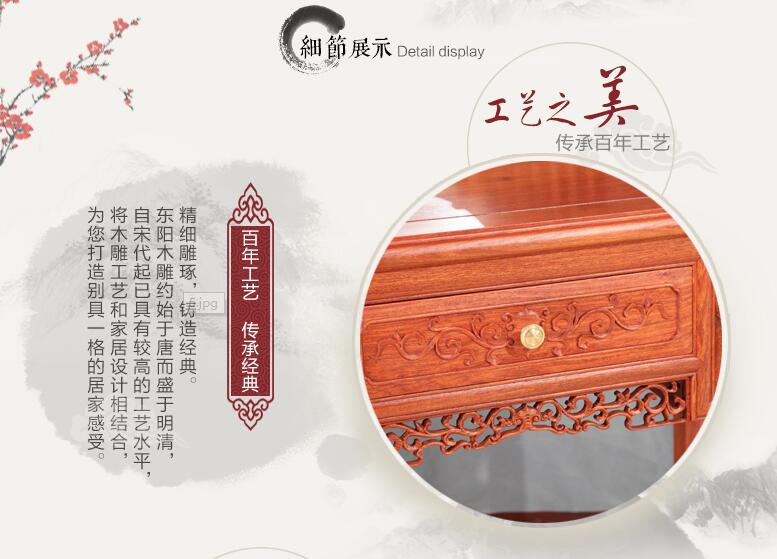 细節展示 Detail display
工艺之美
传承百年工艺
百年工艺 传承经典
精细雕琢，铸造经典。
东阳木雕约始于唐而盛于明清，
自宋代起已具有较高的工艺水平，
将木雕工艺和家居设计相结合，
为您打造别具一格的居家感受。
5.jpg